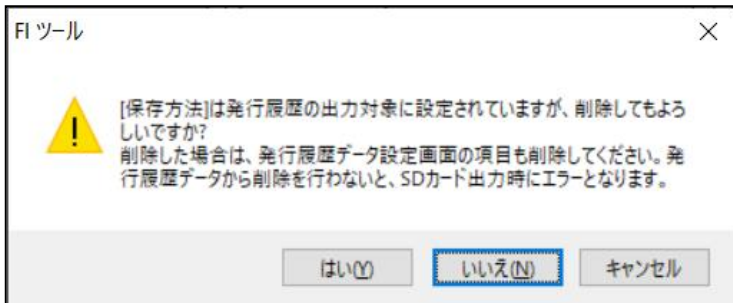 FI ツール
[保存方法]は発行履歴の出力対象に設定されていますが、削除してもよろ
しいですか?
削除した場合は、発行履歴データ設定画面の項目も削除してください。発
行履歴データから削除を行わないと、SDカード出力時にエラーとなります。
はい(Y)
いいえ(N)
キャンセル